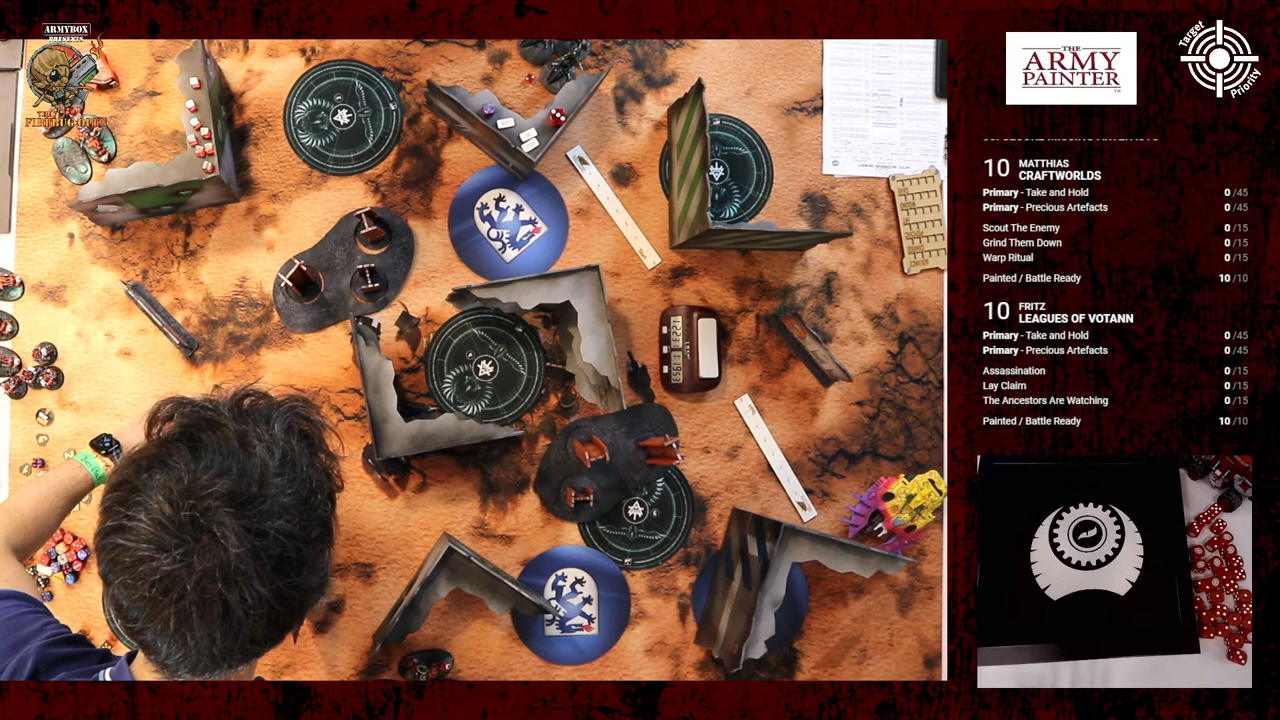 ARMYBOX
PRESENTS
FIREBUG OPEN
THE
ARMY
PAINTER
Target
Priority
10 MATTHIAS
CRAFTWORLDS
Primary - Take and Hold 0 /45
Primary - Precious Artefacts 0 /45
Scout The Enemy 0 /15
Grind Them Down 0 /15
Warp Ritual 0 /15
Painted / Battle Ready 10 /10
10 FRITZ
LEAGUES OF VOTANN
Primary - Take and Hold 0 /45
Primary - Precious Artefacts 0 /45
Assassination 0 /15
Lay Claim 0 /15
The Ancestors Are Watching 0 /15
Painted / Battle Ready 10 /10